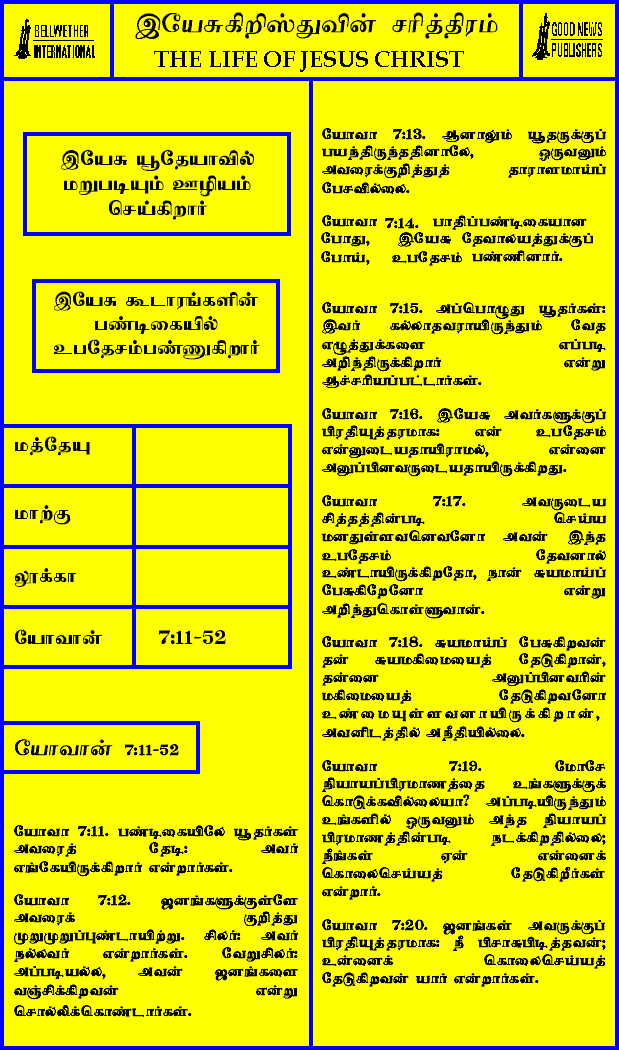 BELLWETHER
INTERNATIONAL
இயேசுகிறிஸ்துவின் சரித்திரம்
THE LIFE OF JESUS CHRIST
GOOD NEWS
PUBLISHERS
இயேசு யூதேயாவில்
மறுபடியும் ஊழியம்
செய்கிறார்
இயேசு கூடாரங்களின்
பண்டிகையில்
உபதேசம்பண்ணுகிறார்
மத்தேயு
மாற்கு
லூக்கா
யோவான் 7:11-52
யோவான் 7:11-52
யோவா 7:11. பண்டிகையிலே யூதர்கள்
அவரைத் தேடி: அவர்
எங்கேயிருக்கிறார் என்றார்கள்.
யோவா 7:12. ஜனங்களுக்குள்ளே
அவரைக் குறித்து
முறுமுறுப்புண்டாயிற்று. சிலர்: அவர்
நல்லவர் என்றார்கள். வேறுசிலர்:
அப்படியல்ல, அவன் ஜனங்களை
வஞ்சிக்கிறவன் என்று
சொல்லிக்கொண்டார்கள்.
யோவா 7:13. ஆனாலும் யூதருக்குப்
பயந்திருந்ததினாலே, ஒருவனும்
அவரைக்குறித்துத் தாராளமாய்ப்
பேசவில்லை.
யோவா 7:14. பாதிப்பண்டிகையான
போது, இயேசு தேவாலயத்துக்குப்
போய், உபதேசம் பண்ணினார்.
யோவா 7:15. அப்பொழுது யூதர்கள்:
இவர் கல்லாதவராயிருந்தும் வேத
எழுத்துக்களை எப்படி
அறிந்திருக்கிறார் என்று
ஆச்சரியப்பட்டார்கள்.
யோவா 7:16. இயேசு அவர்களுக்குப்
பிரதியுத்தரமாக: என் உபதேசம்
என்னுடையதாயிராமல், என்னை
அனுப்பினவருடையதாயிருக்கிறது.
யோவா 7:17. அவருடைய
சித்தத்தின்படி செய்ய
மனதுள்ளவனெவனோ அவன் இந்த
உபதேசம் தேவனால்
உண்டாயிருக்கிறதோ, நான் சுயமாய்ப்
பேசுகிறேனோ என்று
அறிந்துகொள்ளுவான்.
யோவா 7:18. சுயமாய்ப் பேசுகிறவன்
தன் சுயமகிமையைத் தேடுகிறான்,
தன்னை அனுப்பினவரின்
மகிமையைத் தேடுகிறவனோ
உண்மையுள்ளவனாயிருக்கிறான்,
அவனிடத்தில் அநீதியில்லை.
யோவா 7:19. மோசே
நியாயப்பிரமாணத்தை உங்களுக்குக்
கொடுக்கவில்லையா? அப்படியிருந்தும்
உங்களில் ஒருவனும் அந்த நியாயப்
பிரமாணத்தின்படி நடக்கிறதில்லை;
நீங்கள் ஏன் என்னைக்
கொலைசெய்யத் தேடுகிறீர்கள்
என்றார்.
யோவா 7:20. ஜனங்கள் அவருக்குப்
பிரதியுத்தரமாக: நீ பிசாசுபிடித்தவன்;
உன்னைக் கொலைசெய்யத்
தேடுகிறவன் யார் என்றார்கள்.